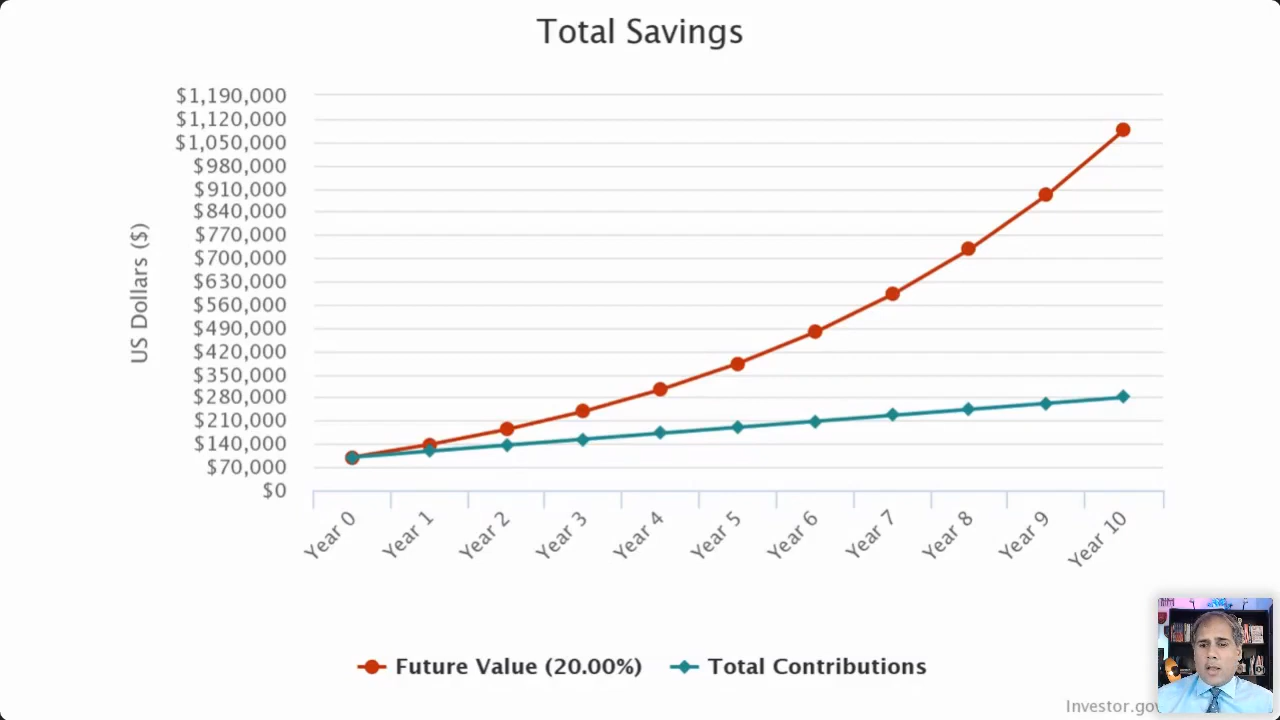 Total Savings
US Dollars ($)
$1,190,000
$1,120,000
$1,050,000
$980,000
$910,000
$840,000
$770,000
$700,000
$630,000
$560,000
$490,000
$420,000
$350,000
$280,000
$210,000
$140,000
$70,000
$0
Year 0
Year 1
Year 2
Year 3
Year 4
Year 5
Year 6
Year 7
Year 8
Year 9
Year 10
Future Value (20.00%)
Total Contributions
Investor.gov